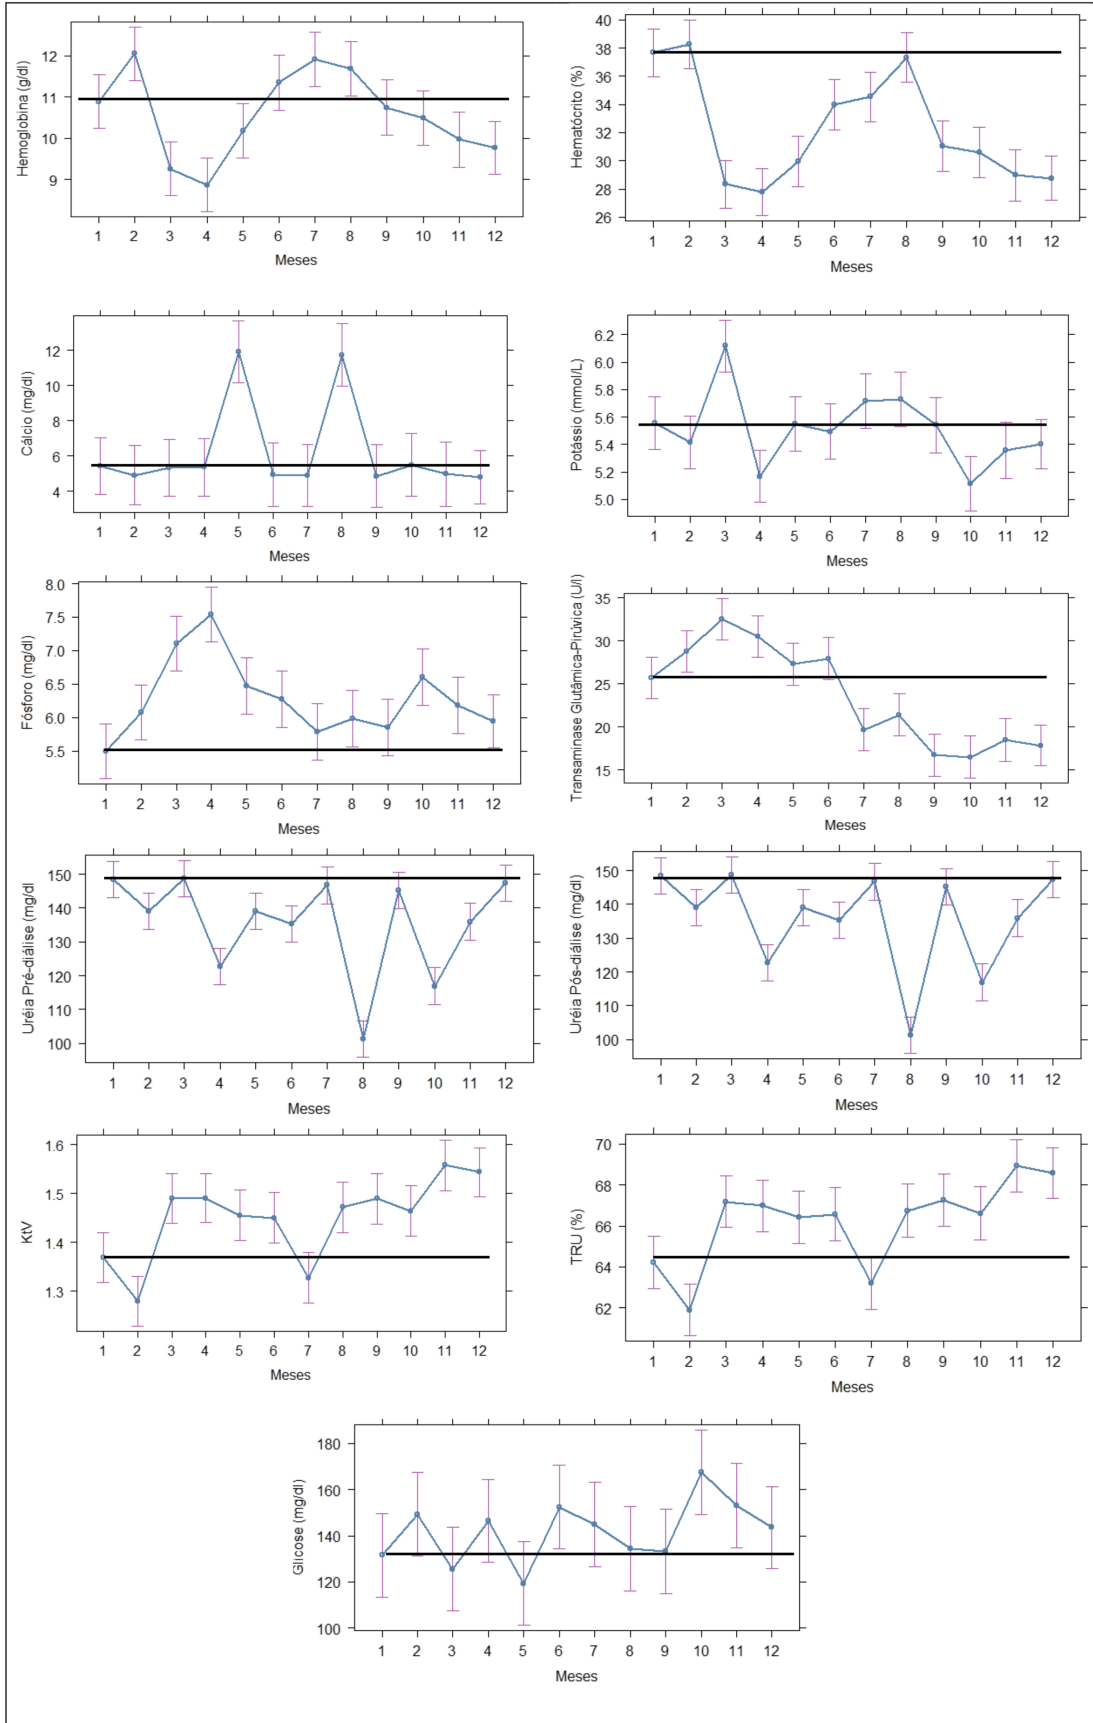 Hemoglobina (g/dl)
12
11
10
9
1 2 3 4 5 6 7 8 9 10 11 12
Meses
Hematócrito (%)
40
38
36
34
32
30
28
26
1 2 3 4 5 6 7 8 9 10 11 12
Meses
Cálcio (mg/dl)
12
10
8
6
4
1 2 3 4 5 6 7 8 9 10 11 12
Meses
Potássio (mmol/L)
6.2
6.0
5.8
5.6
5.4
5.2
5.0
1 2 3 4 5 6 7 8 9 10 11 12
Meses
Fósforo (mg/dl)
8.0
7.5
7.0
6.5
6.0
5.5
1 2 3 4 5 6 7 8 9 10 11 12
Meses
Transaminase Glutâmica-Pirúvica (U/l)
35
30
25
20
15
1 2 3 4 5 6 7 8 9 10 11 12
Meses
Uréia Pré-diálise (mg/dl)
150
140
130
120
110
100
1 2 3 4 5 6 7 8 9 10 11 12
Meses
Uréia Pós-diálise (mg/dl)
150
140
130
120
110
100
1 2 3 4 5 6 7 8 9 10 11 12
Meses
KtV
1.6
1.5
1.4
1.3
1 2 3 4 5 6 7 8 9 10 11 12
Meses
TRU (%)
70
68
66
64
62
1 2 3 4 5 6 7 8 9 10 11 12
Meses
Glicose (mg/dl)
180
160
140
120
100
1 2 3 4 5 6 7 8 9 10 11 12
Meses